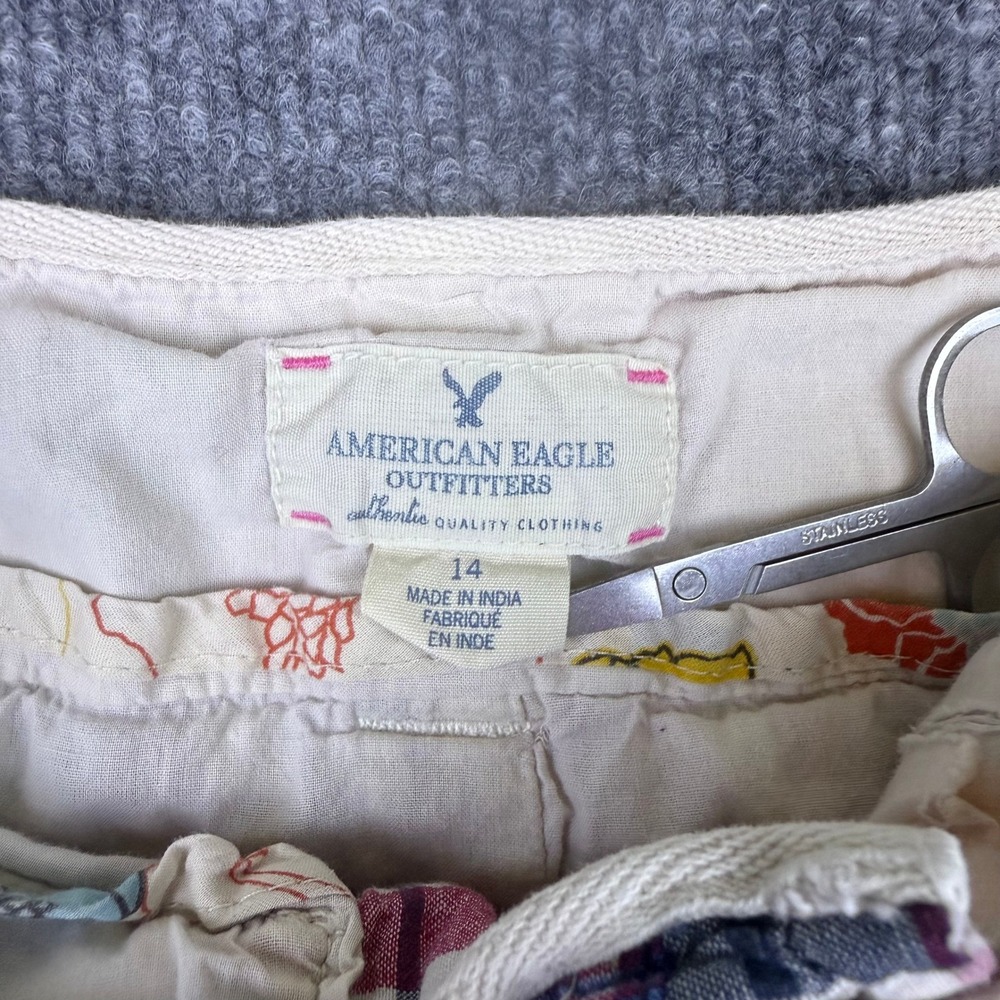 AMERICAN EAGLE
OUTFITTERS
authentic QUALITY CLOTHING
14
MADE IN INDIA
FABRIQUÉ
EN INDE
STAINLESS